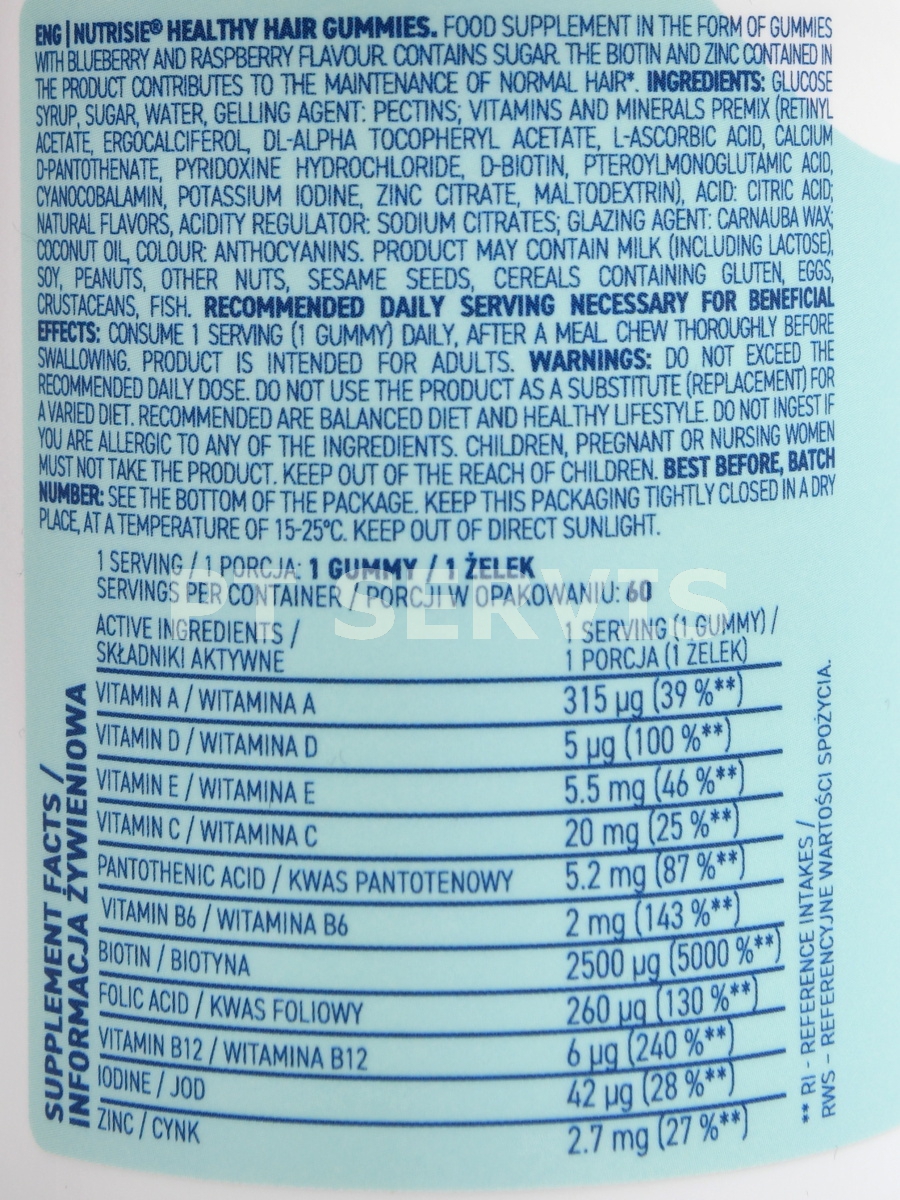 ENG | NUTRISIE® HEALTHY HAIR GUMMIES. FOOD SUPPLEMENT IN THE FORM OF GUMMIES
WITH BLUEBERRY AND RASPBERRY FLAVOUR. CONTAINS SUGAR. THE BIOTIN AND ZINC CONTAINED IN
THE PRODUCT CONTRIBUTES TO THE MAINTENANCE OF NORMAL HAIR*. INGREDIENTS: GLUCOSE
SYRUP, SUGAR, WATER, GELLING AGENT: PECTINS; VITAMINS AND MINERALS PREMIX (RETINYL
ACETATE, ERGOCALCIFEROL, DL-ALPHA TOCOPHERYL ACETATE, L-ASCORBIC ACID, CALCIUM
D-PANTOTHENATE, PYRIDOXINE HYDROCHLORIDE, D-BIOTIN, PTEROYLMONOGLUTAMIC ACID,
CYANOCOBALAMIN, POTASSIUM IODINE, ZINC CITRATE, MALTODEXTRIN), ACID: CITRIC ACID;
NATURAL FLAVORS, ACIDITY REGULATOR: SODIUM CITRATES; GLAZING AGENT: CARNAUBA WAX;
COCONUT OIL, COLOUR: ANTHOCYANINS. PRODUCT MAY CONTAIN MILK (INCLUDING LACTOSE),
SOY, PEANUTS, OTHER NUTS, SESAME SEEDS, CEREALS CONTAINING GLUTEN, EGGS,
CRUSTACEANS, FISH. RECOMMENDED DAILY SERVING NECESSARY FOR BENEFICIAL
EFFECTS: CONSUME 1 SERVING (1 GUMMY) DAILY, AFTER A MEAL. CHEW THOROUGHLY BEFORE
SWALLOWING. PRODUCT IS INTENDED FOR ADULTS. WARNINGS: DO NOT EXCEED THE
RECOMMENDED DAILY DOSE. DO NOT USE THE PRODUCT AS A SUBSTITUTE (REPLACEMENT) FOR
A VARIED DIET. RECOMMENDED ARE BALANCED DIET AND HEALTHY LIFESTYLE. DO NOT INGEST IF
YOU ARE ALLERGIC TO ANY OF THE INGREDIENTS. CHILDREN, PREGNANT OR NURSING WOMEN
MUST NOT TAKE THE PRODUCT. KEEP OUT OF THE REACH OF CHILDREN. BEST BEFORE, BATCH
NUMBER: SEE THE BOTTOM OF THE PACKAGE. KEEP THIS PACKAGING TIGHTLY CLOSED IN A DRY
PLACE, AT A TEMPERATURE OF 15-25°C. KEEP OUT OF DIRECT SUNLIGHT.
1 SERVING / 1 PORCJA: 1 GUMMY / 1 ŻELEK
SERVINGS PER CONTAINER / PORCJI W OPAKOWANIU: 60
PT SERVIS
ACTIVE INGREDIENTS / 1 SERVING (1 GUMMY) /
SKŁADNIKI AKTYWNE 1 PORCJA (1 ŻELEK)
VITAMIN A / WITAMINA A 315 µg (39 %**)
VITAMIN D / WITAMINA D 5 µg (100 %**)
VITAMIN E / WITAMINA E 5.5 mg (46 %**)
VITAMIN C / WITAMINA C 20 mg (25 %**)
PANTOTHENIC ACID / KWAS PANTOTENOWY 5.2 mg (87 %**)
VITAMIN B6 / WITAMINA B6 2 mg (143 %**)
BIOTIN / BIOTYNA 2500 µg (5000 %**)
FOLIC ACID / KWAS FOLIOWY 260 µg (130 %**)
VITAMIN B12 / WITAMINA B12 6 µg (240 %**)
IODINE / JOD 42 µg (28 %**)
ZINC / CYNK 2.7 mg (27 %**)
SUPPLEMENT FACTS /
INFORMACJA ŻYWIENIOWA
** RI - REFERENCE INTAKES /
RWS - REFERENCYJNE WARTOŚCI SPOŻYCIA.